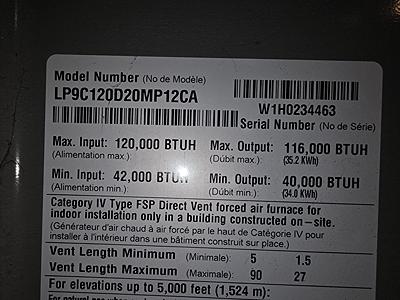 Model Number (No de Modèle)
LP9C120D20MP12CA
W1H0234463
Serial Number (No de Série)
Max. Input: 120,000 BTUH Max. Output: 116,000 BTUH
(Alimentation max.): (Dúbit max.): (35.2 KWh)
Min. Input: 42,000 BTUH Min. Output: 40,000 BTUH
(Alimentation min.): (Dúbit min.): (34.0 KWh)
Category IV Type FSP Direct Vent forced air furnace for
indoor installation only in a building constructed on-site.
(Générateur d'air chaud à air forcé par le haut de Catégorie IV pour
installer à l'intérieur dans une bâtiment construit sur place.)
Vent Length Minimum (Minimale): 5 1.5
Vent Length Maximum (Maximale): 90 27
For elevations up to 5,000 feet (1,524 m):